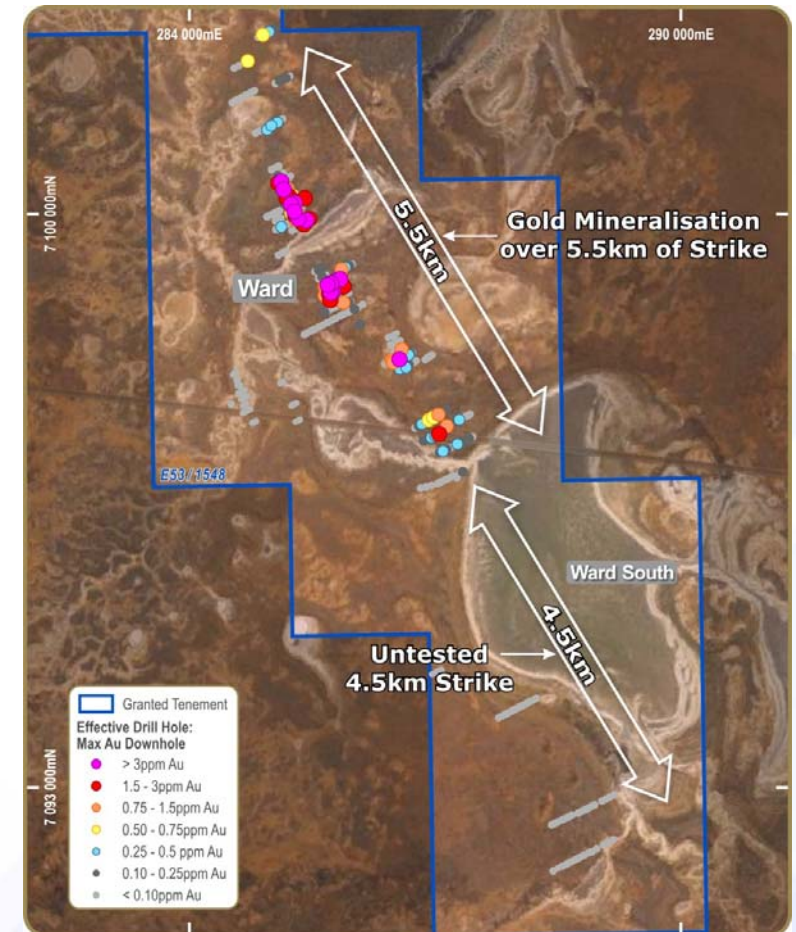 284 000mE
290 000mE
7 100 000mN
5.5km
Gold Mineralisation
over 5.5km of Strike
Ward
E53/1548
Ward South
4.5km
Untested
4.5km Strike
7 093 000mN
Granted Tenement
Effective Drill Hole:
Max Au Downhole
> 3ppm Au
1.5 - 3ppm Au
0.75 - 1.5ppm Au
0.50 - 0.75ppm Au
0.25 - 0.5 ppm Au
0.10 - 0.25ppm Au
< 0.10ppm Au